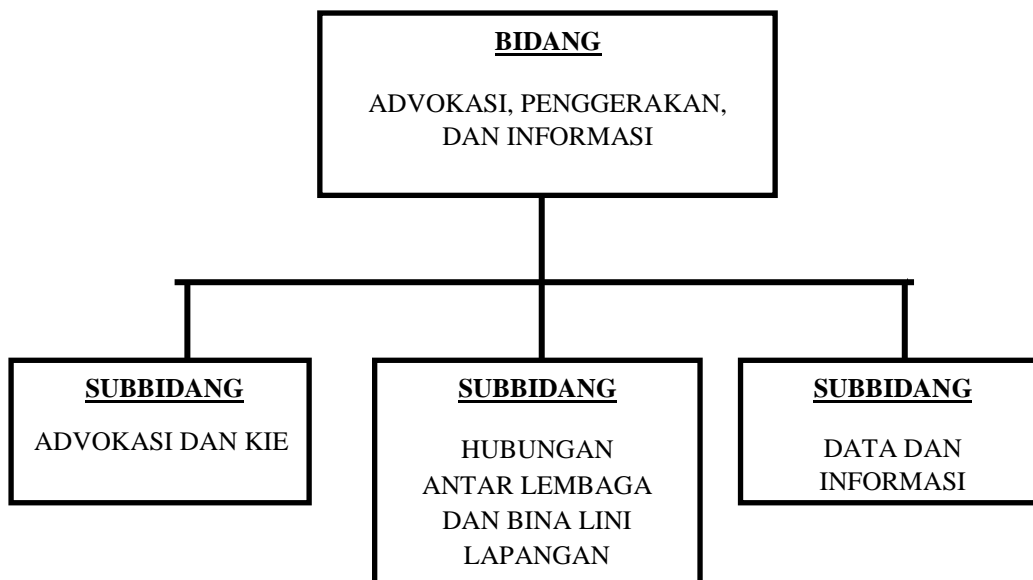 BIDANG
ADVOKASI, PENGGERAKAN,
DAN INFORMASI
SUBBIDANG
ADVOKASI DAN KIE
SUBBIDANG
HUBUNGAN
ANTAR LEMBAGA
DAN BINA LINI
LAPANGAN
SUBBIDANG
DATA DAN
INFORMASI